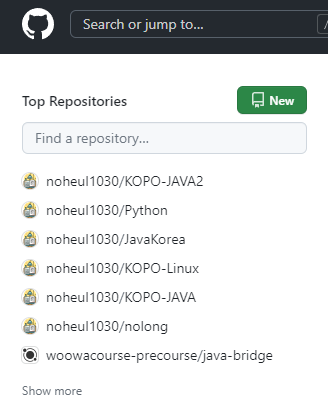 Search or jump to...
Top Repositories
New
Find a repository...
noheul1030/KOPO-JAVA2
noheul1030/Python
noheul1030/JavaKorea
noheul1030/KOPO-Linux
noheul1030/KOPO-JAVA
noheul1030/nolong
woowacourse-precourse/java-bridge
Show more